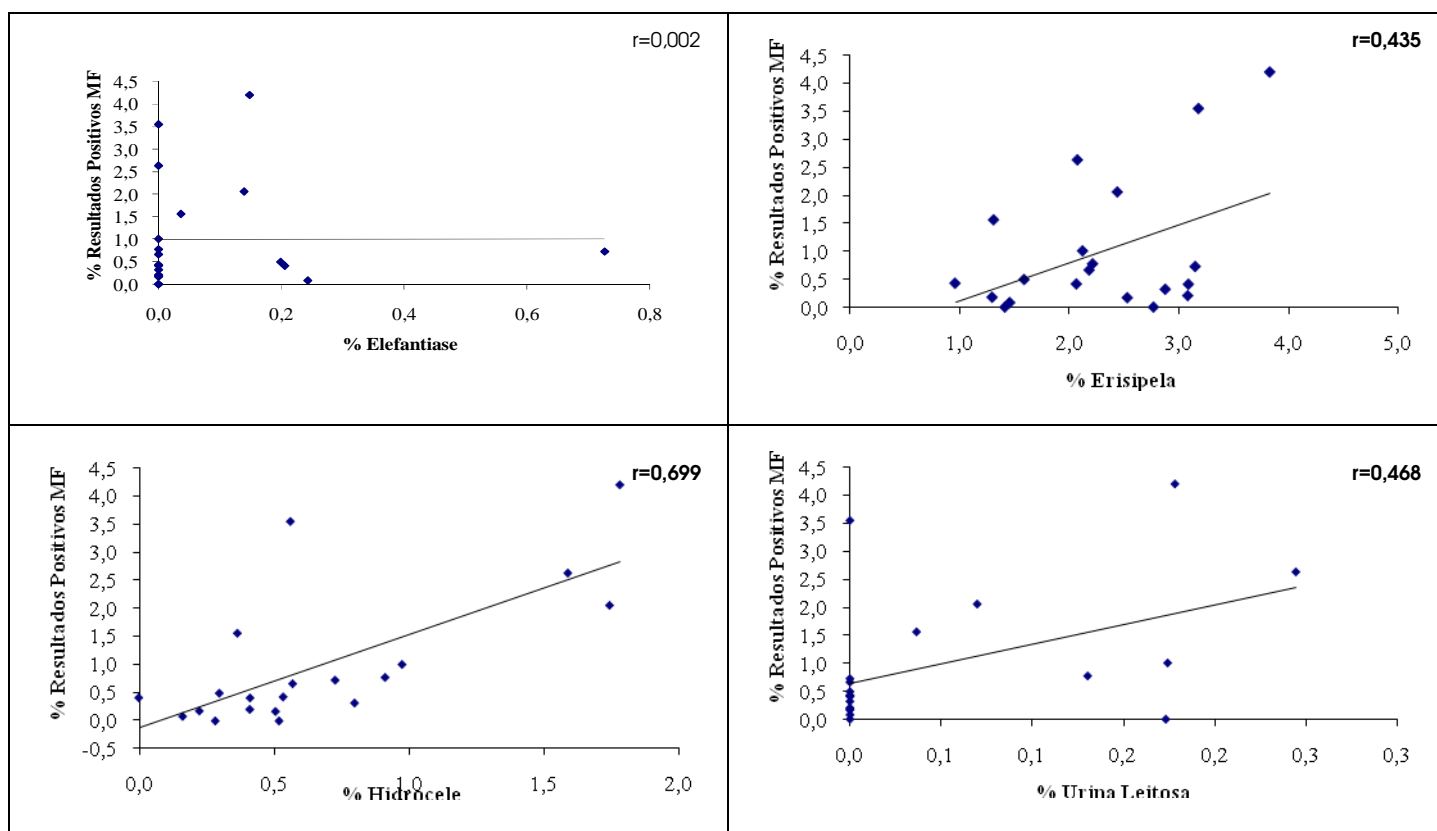 r=0,002
% Resultados Positivos MF
4,5
4,0
3,5
3,0
2,5
2,0
1,5
1,0
0,5
0,0
0,0 0,2 0,4 0,6 0,8
% Elefantiase
r=0,435
% Resultados Positivos MF
4,5
4,0
3,5
3,0
2,5
2,0
1,5
1,0
0,5
0,0
0,0 1,0 2,0 3,0 4,0 5,0
% Erisipela
r=0,699
% Resultados Positivos MF
4,5
4,0
3,5
3,0
2,5
2,0
1,5
1,0
0,5
0,0
-0,5
0,0 0,5 1,0 1,5 2,0
% Hidrocele
r=0,468
% Resultados Positivos MF
4,5
4,0
3,5
3,0
2,5
2,0
1,5
1,0
0,5
0,0
0,0 0,1 0,1 0,2 0,2 0,3 0,3
% Urina Leitosa